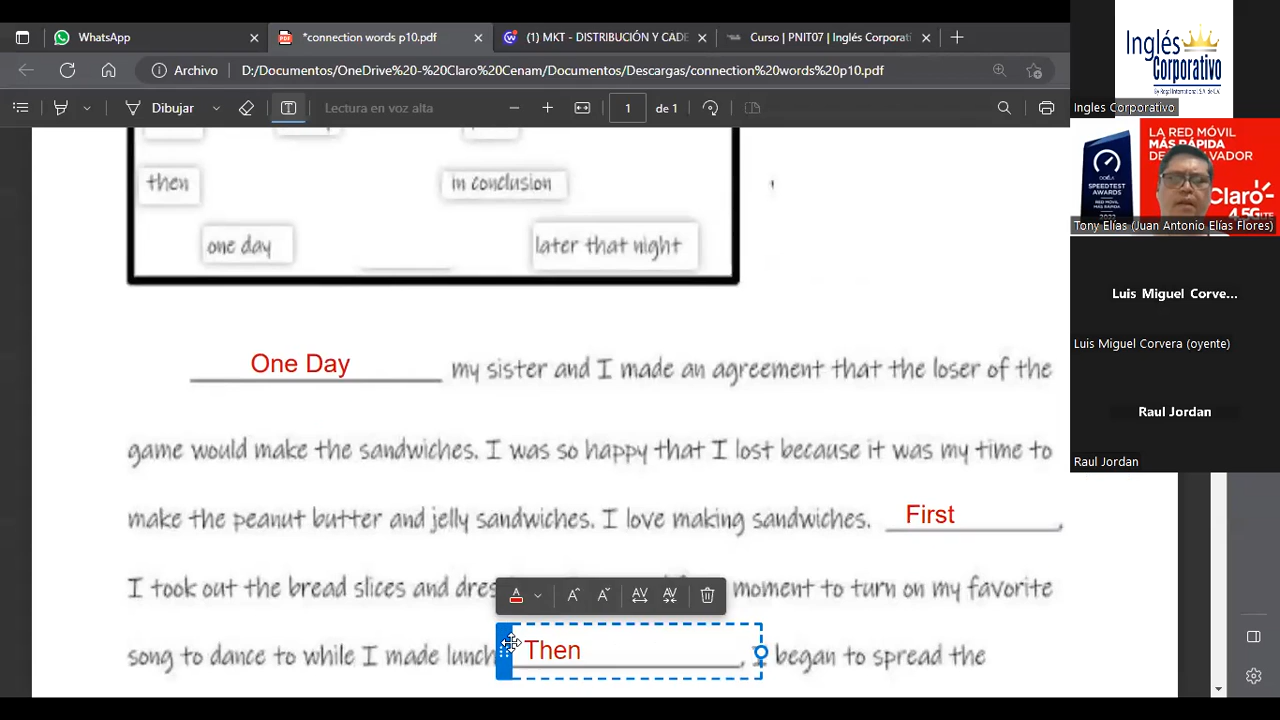 WhatsApp
*connection words p10.pdf
(1) MKT - DISTRIBUCIÓN Y CADE
Curso | PNIT07 | Inglés Corporati
Archivo
D:/Documentos/OneDrive%20-%20Claro%20Cenam/Documentos/Descargas/connection%20words%20p10.pdf
Dibujar
Lectura en voz alta
1
de 1
then
in conclusion
one day
later that night
One Day my sister and I made an agreement that the loser of the
game would make the sandwiches. I was so happy that I lost because it was my time to
make the peanut butter and jelly sandwiches. I love making sandwiches. First
I took out the bread slices and dres moment to turn on my favorite
song to dance to while I made lunch Then , I began to spread the
Inglés
Corporativo
Ingles Corporativo
LA RED MÓVIL
MÁS RÁPIDA
DE VADOR
SPEEDTEST
AWARDS
Claro
4.5G LTE
Tony Elías (Juan Antonio Elías Flores)
Luis Miguel Corve...
Luis Miguel Corvera (oyente)
Raul Jordan
Raul Jordan